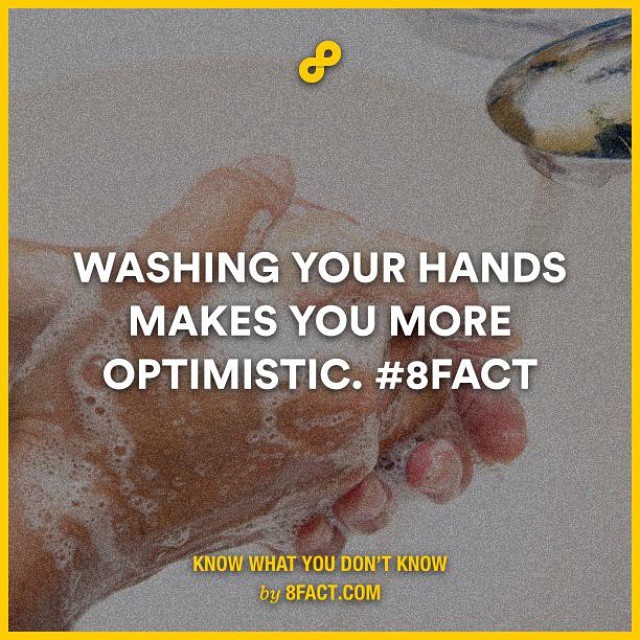 WASHING YOUR HANDS
MAKES YOU MORE
OPTIMISTIC. #8FACT
KNOW WHAT YOU DON'T KNOW
by 8FACT.COM